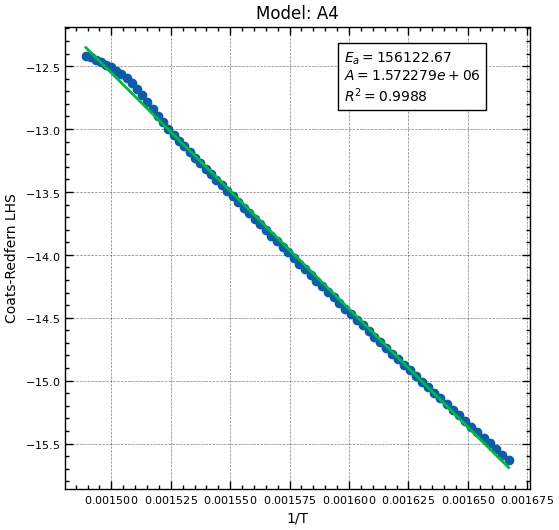 Model: A4
E_a = 156122.67
A = 1.572279e + 06
R^2 = 0.9988
Coats-Redfern LHS
−12.5
−13.0
−13.5
−14.0
−14.5
−15.0
−15.5
0.001500 0.001525 0.001550 0.001575 0.001600 0.001625 0.001650 0.001675
1/T